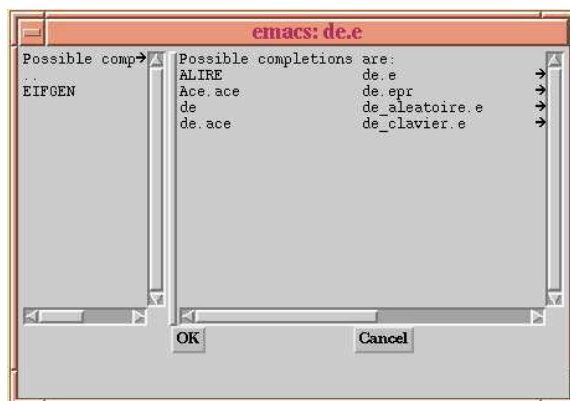 emacs: de.e
Possible comp
..
EIFGEN
Possible completions are:
ALIRE de.e
Ace.ace de.epr
de de_aleatoire.e
de.ace de_clavier.e
OK Cancel